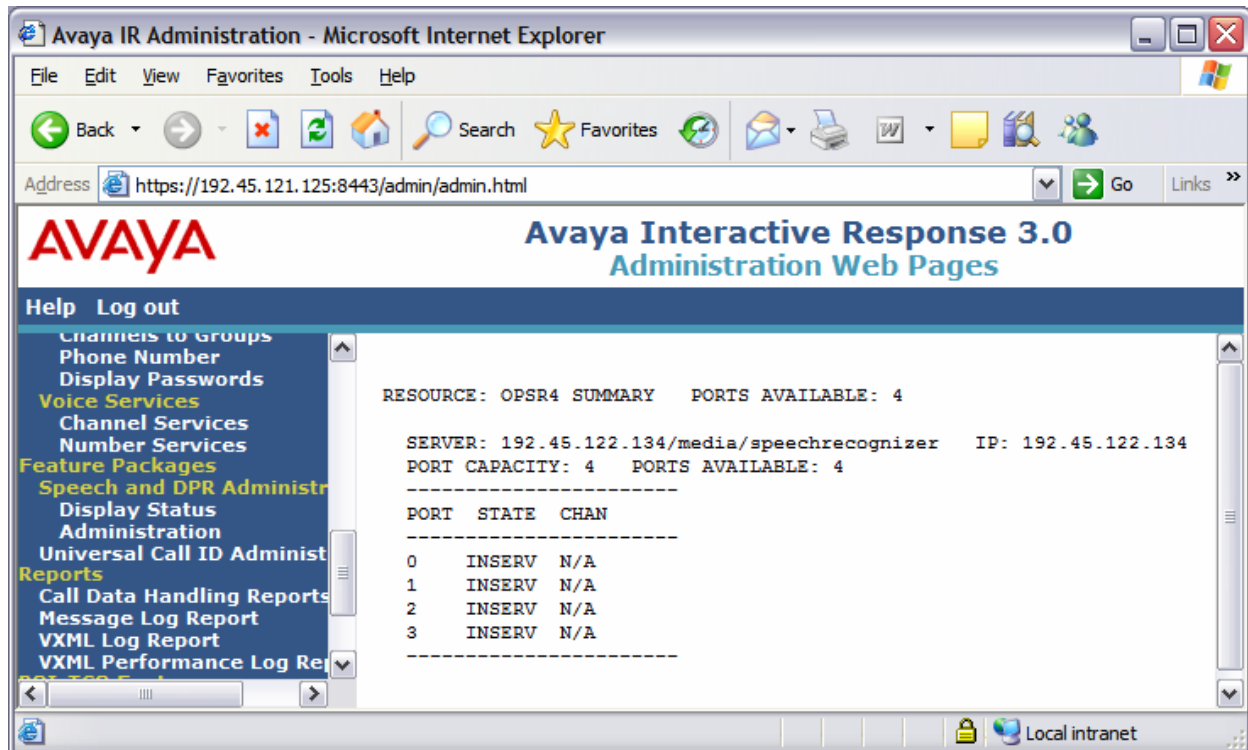 Avaya IR Administration - Microsoft Internet Explorer
File Edit View Favorites Tools Help
Back Search Favorites
Address https://192.45.121.125:8443/admin/admin.html Go Links »
AVAYA
Avaya Interactive Response 3.0
Administration Web Pages
Help Log out
Channels to Groups
Phone Number
Display Passwords
Voice Services
Channel Services
Number Services
Feature Packages
Speech and DPR Administr
Display Status
Administration
Universal Call ID Administ
Reports
Call Data Handling Reports
Message Log Report
VXML Log Report
VXML Performance Log Rep
RESOURCE: OPSR4 SUMMARY PORTS AVAILABLE: 4
SERVER: 192.45.122.134/media/speechrecognizer IP: 192.45.122.134
PORT CAPACITY: 4 PORTS AVAILABLE: 4
-----------------------
PORT STATE CHAN
-----------------------
0 INSERV N/A
1 INSERV N/A
2 INSERV N/A
3 INSERV N/A
-----------------------
Local intranet